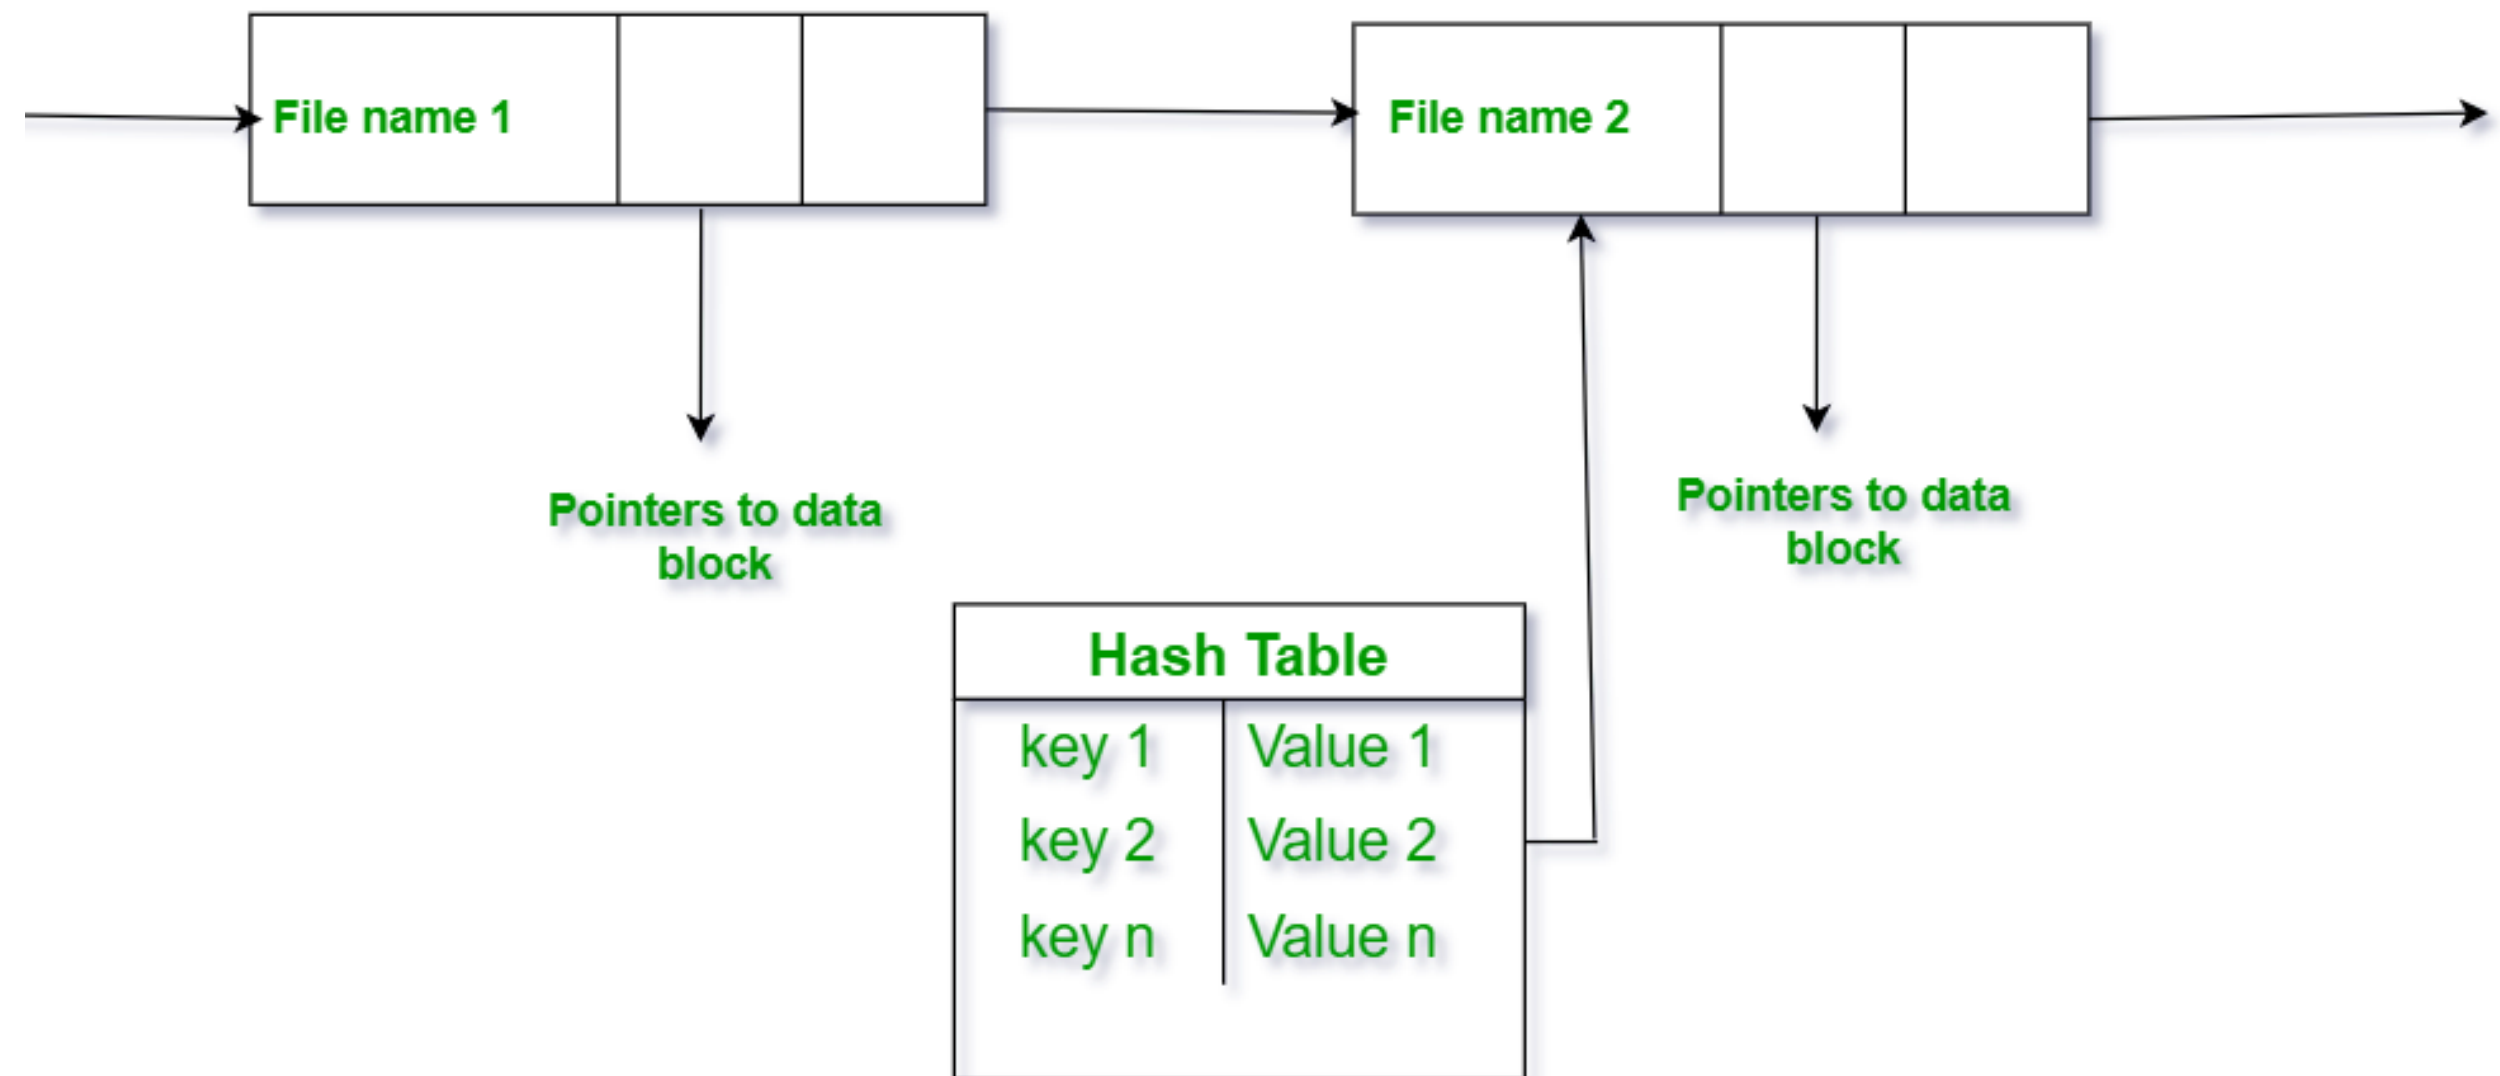 File name 1
File name 2
Pointers to data
block
Pointers to data
block
Hash Table
key 1 Value 1
key 2 Value 2
key n Value n